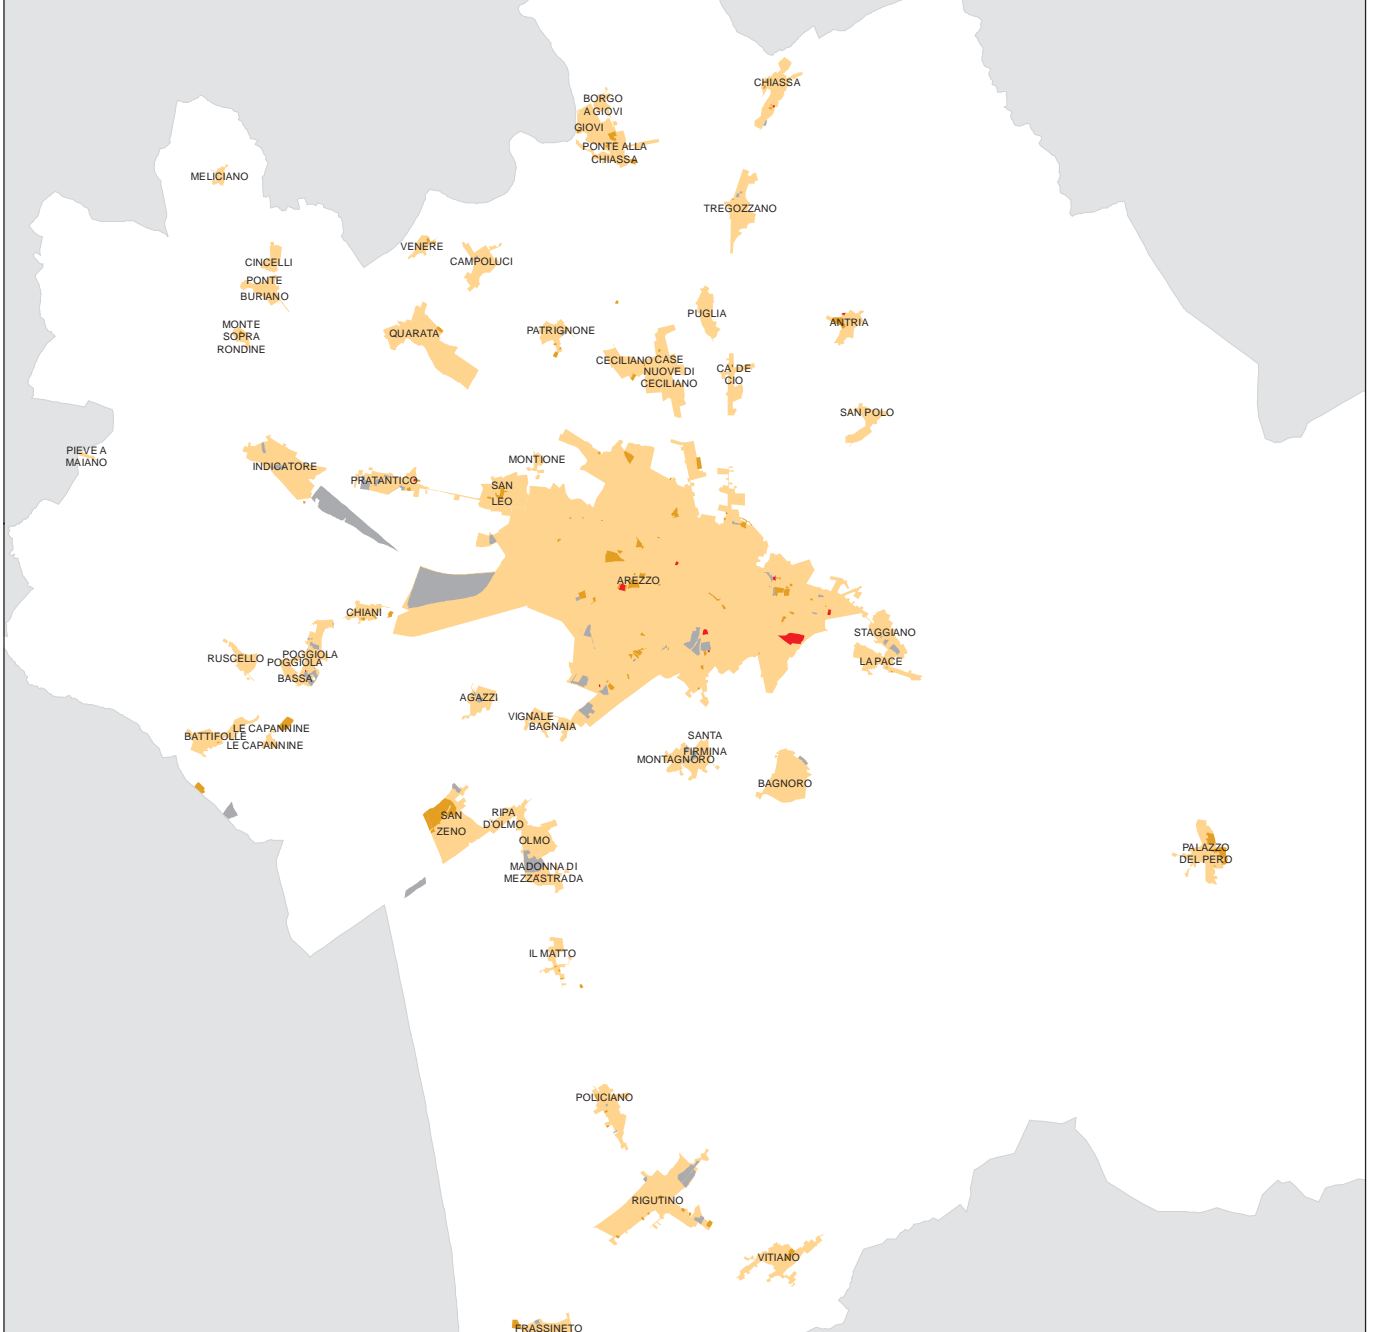 CHIASSA
BORGO
A GIOVI
GIOVI
PONTE ALLA
CHIASSA
MELICIANO
TREGOZZANO
VENERE
CAMPOLUCI
CINCELLI
PONTE
BURIANO
MONTE
SOPRA
RONDINE
QUARATA
PATRIGNONE
PUGLIA
ANTRIA
CECILIANO
CASE
NUOVE DI
CECILIANO
CA' DE
CIO
SAN POLO
PIEVE A
MAIANO
INDICATORE
PRATANTICO
MONTIONE
SAN
LEO
AREZZO
CHIANI
STAGGIANO
LA PACE
RUSCELLO
POGGIOLA
POGGIOLA
BASSA
AGAZZI
VIGNALE
BAGNAIA
LE CAPANNINE
BATTIFOLLE
LE CAPANNINE
SANTA
FIRMINA
MONTAGNORO
BAGNORO
SAN
ZENO
RIPA
D'OLMO
OLMO
MADONNA DI
MEZZASTRADA
PALAZZO
DEL PERO
IL MATTO
POLICIANO
RIGUTINO
VITIANO
FRASSINETO